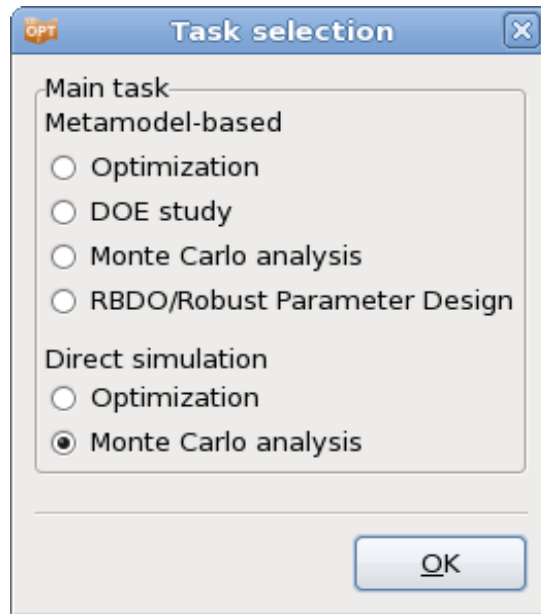 OPT
Task selection
Main task
Metamodel-based
Optimization
DOE study
Monte Carlo analysis
RBDO/Robust Parameter Design
Direct simulation
Optimization
Monte Carlo analysis
OK